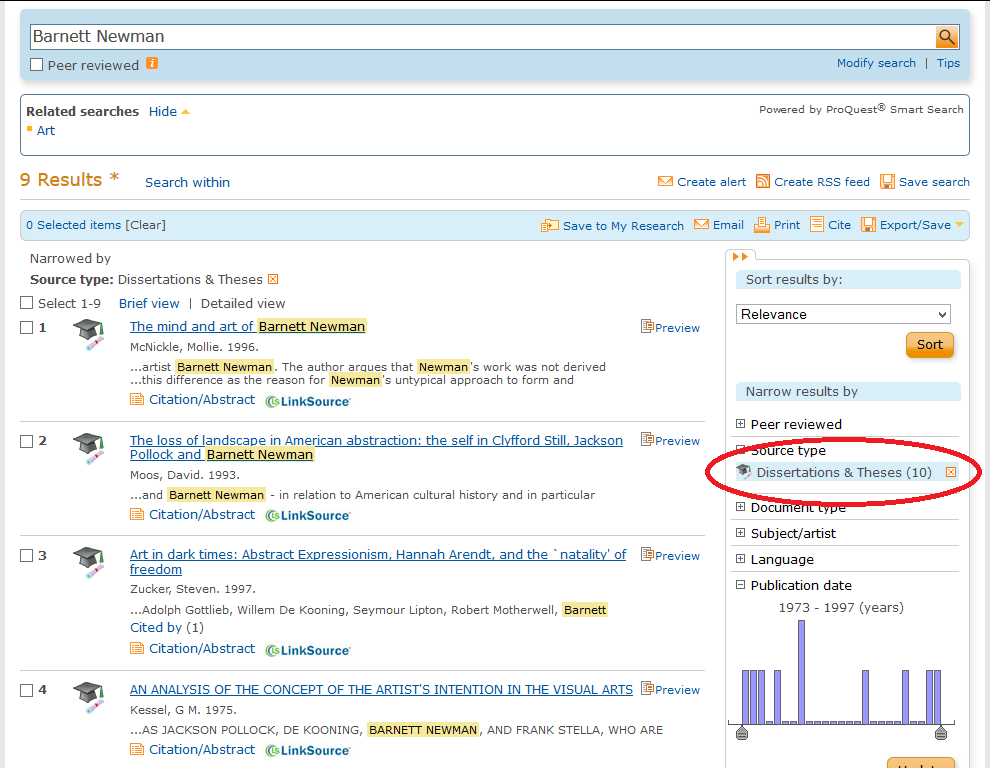 Barnett Newman
Peer reviewed
Modify search | Tips
Related searches Hide
Powered by ProQuest® Smart Search
Art
9 Results *
Search within
Create alert
Create RSS feed
Save search
0 Selected items [Clear]
Save to My Research
Email
Print
Cite
Export/Save
Narrowed by
Source type: Dissertations & Theses
Select 1-9 Brief view | Detailed view
1
The mind and art of Barnett Newman
Preview
McNickle, Mollie. 1996.
...artist Barnett Newman. The author argues that Newman's work was not derived
...this difference as the reason for Newman's untypical approach to form and
Citation/Abstract LinkSource
2
The loss of landscape in American abstraction: the self in Clyfford Still, Jackson
Pollock and Barnett Newman
Preview
Moos, David. 1993.
...and Barnett Newman - in relation to American cultural history and in particular
Citation/Abstract LinkSource
3
Art in dark times: Abstract Expressionism, Hannah Arendt, and the `natality' of
freedom
Preview
Zucker, Steven. 1997.
...Adolph Gottlieb, Willem De Kooning, Seymour Lipton, Robert Motherwell, Barnett
Cited by (1)
Citation/Abstract LinkSource
4
AN ANALYSIS OF THE CONCEPT OF THE ARTIST'S INTENTION IN THE VISUAL ARTS
Preview
Kessel, G M. 1975.
...AS JACKSON POLLOCK, DE KOONING, BARNETT NEWMAN, AND FRANK STELLA, WHO ARE
Citation/Abstract LinkSource
Sort results by:
Relevance
Sort
Narrow results by
Peer reviewed
Source type
Dissertations & Theses (10)
Document type
Subject/artist
Language
Publication date
1973 - 1997 (years)